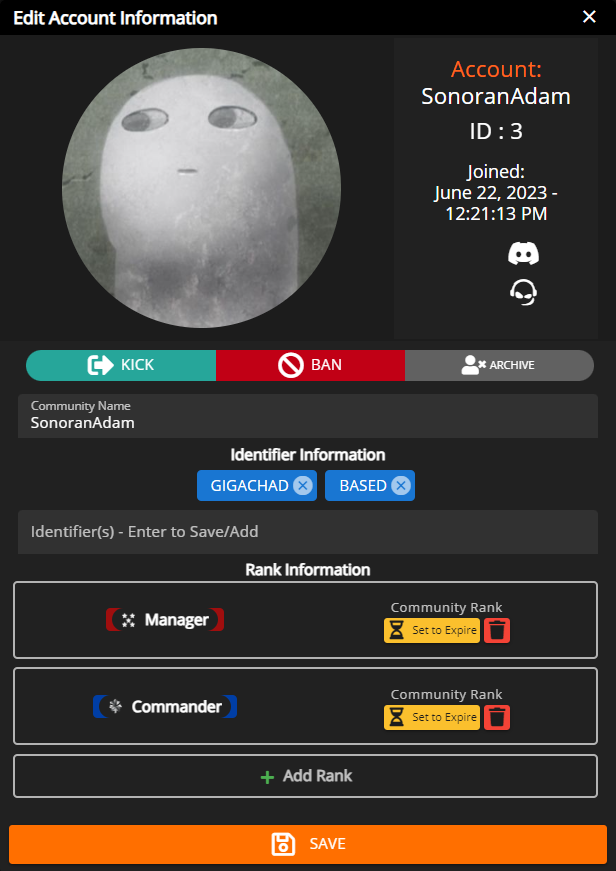 Edit Account Information
Account:
SonoranAdam
ID : 3
Joined:
June 22, 2023 -
12:21:13 PM
KICK
BAN
ARCHIVE
Community Name
SonoranAdam
Identifier Information
GIGACHAD
BASED
Identifier(s) - Enter to Save/Add
Rank Information
Manager
Community Rank
Set to Expire
Commander
Community Rank
Set to Expire
+ Add Rank
SAVE